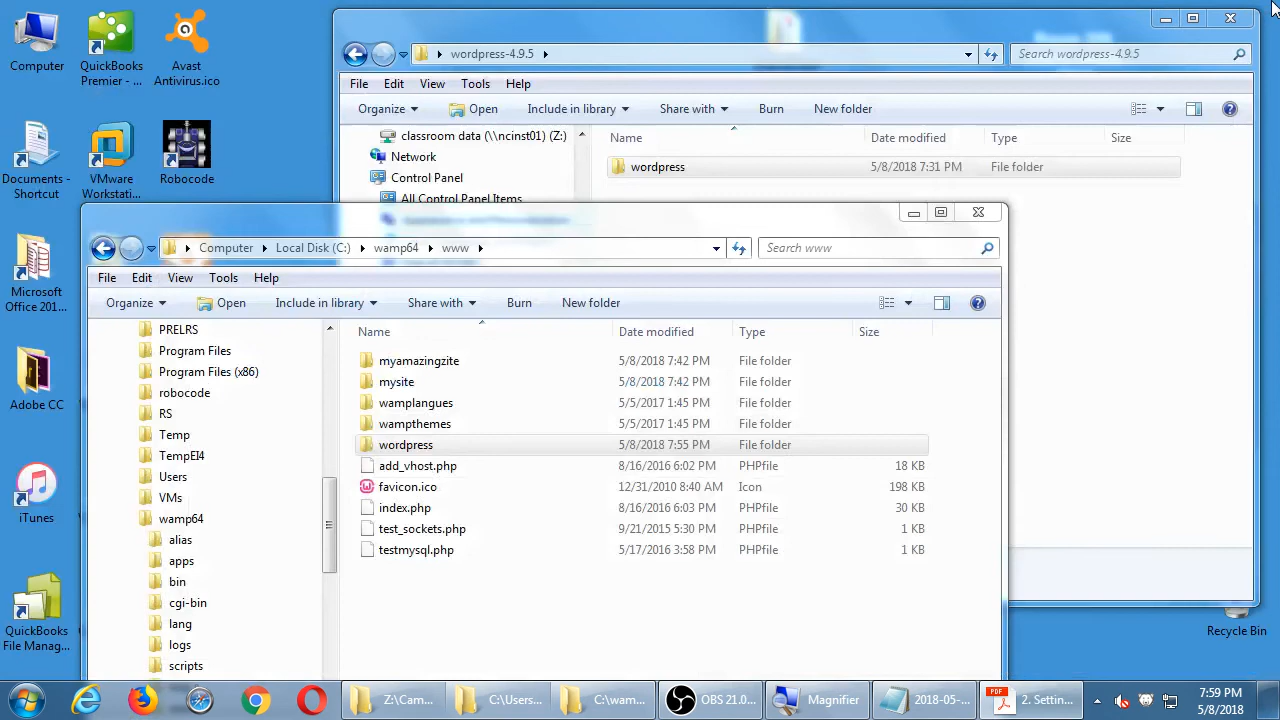 Computer
QuickBooks
Premier - ...
Avast
Antivirus.ico
Documents -
Shortcut
VMware
Workstati...
Robocode
Microsoft
Office 201...
Adobe CC
iTunes
QuickBooks
File Manag...
Recycle Bin
wordpress-4.9.5
Search wordpress-4.9.5
File Edit View Tools Help
Organize Open Include in library Share with Burn New folder
classroom data (\\ncinst01) (Z:)
Network
Control Panel
All Control Panel Items
Name Date modified Type Size
wordpress 5/8/2018 7:31 PM File folder
Computer Local Disk (C:) wamp64 www
Search www
File Edit View Tools Help
Organize Open Include in library Share with Burn New folder
PRELRS
Program Files
Program Files (x86)
robocode
RS
Temp
TempEI4
Users
VMs
wamp64
alias
apps
bin
cgi-bin
lang
logs
scripts
Name Date modified Type Size
myamazingzite 5/8/2018 7:42 PM File folder
mysite 5/8/2018 7:42 PM File folder
wamplangues 5/5/2017 1:45 PM File folder
wampthemes 5/5/2017 1:45 PM File folder
wordpress 5/8/2018 7:55 PM File folder
add_vhost.php 8/16/2016 6:02 PM PHPfile 18 KB
favicon.ico 12/31/2010 8:40 AM Icon 198 KB
index.php 8/16/2016 6:03 PM PHPfile 30 KB
test_sockets.php 9/21/2015 5:30 PM PHPfile 1 KB
testmysql.php 5/17/2016 3:58 PM PHPfile 1 KB
Z:\Cam... C:\Users... C:\wam... OBS 21.0... Magnifier 2018-05-... PDF 2. Settin...
7:59 PM
5/8/2018